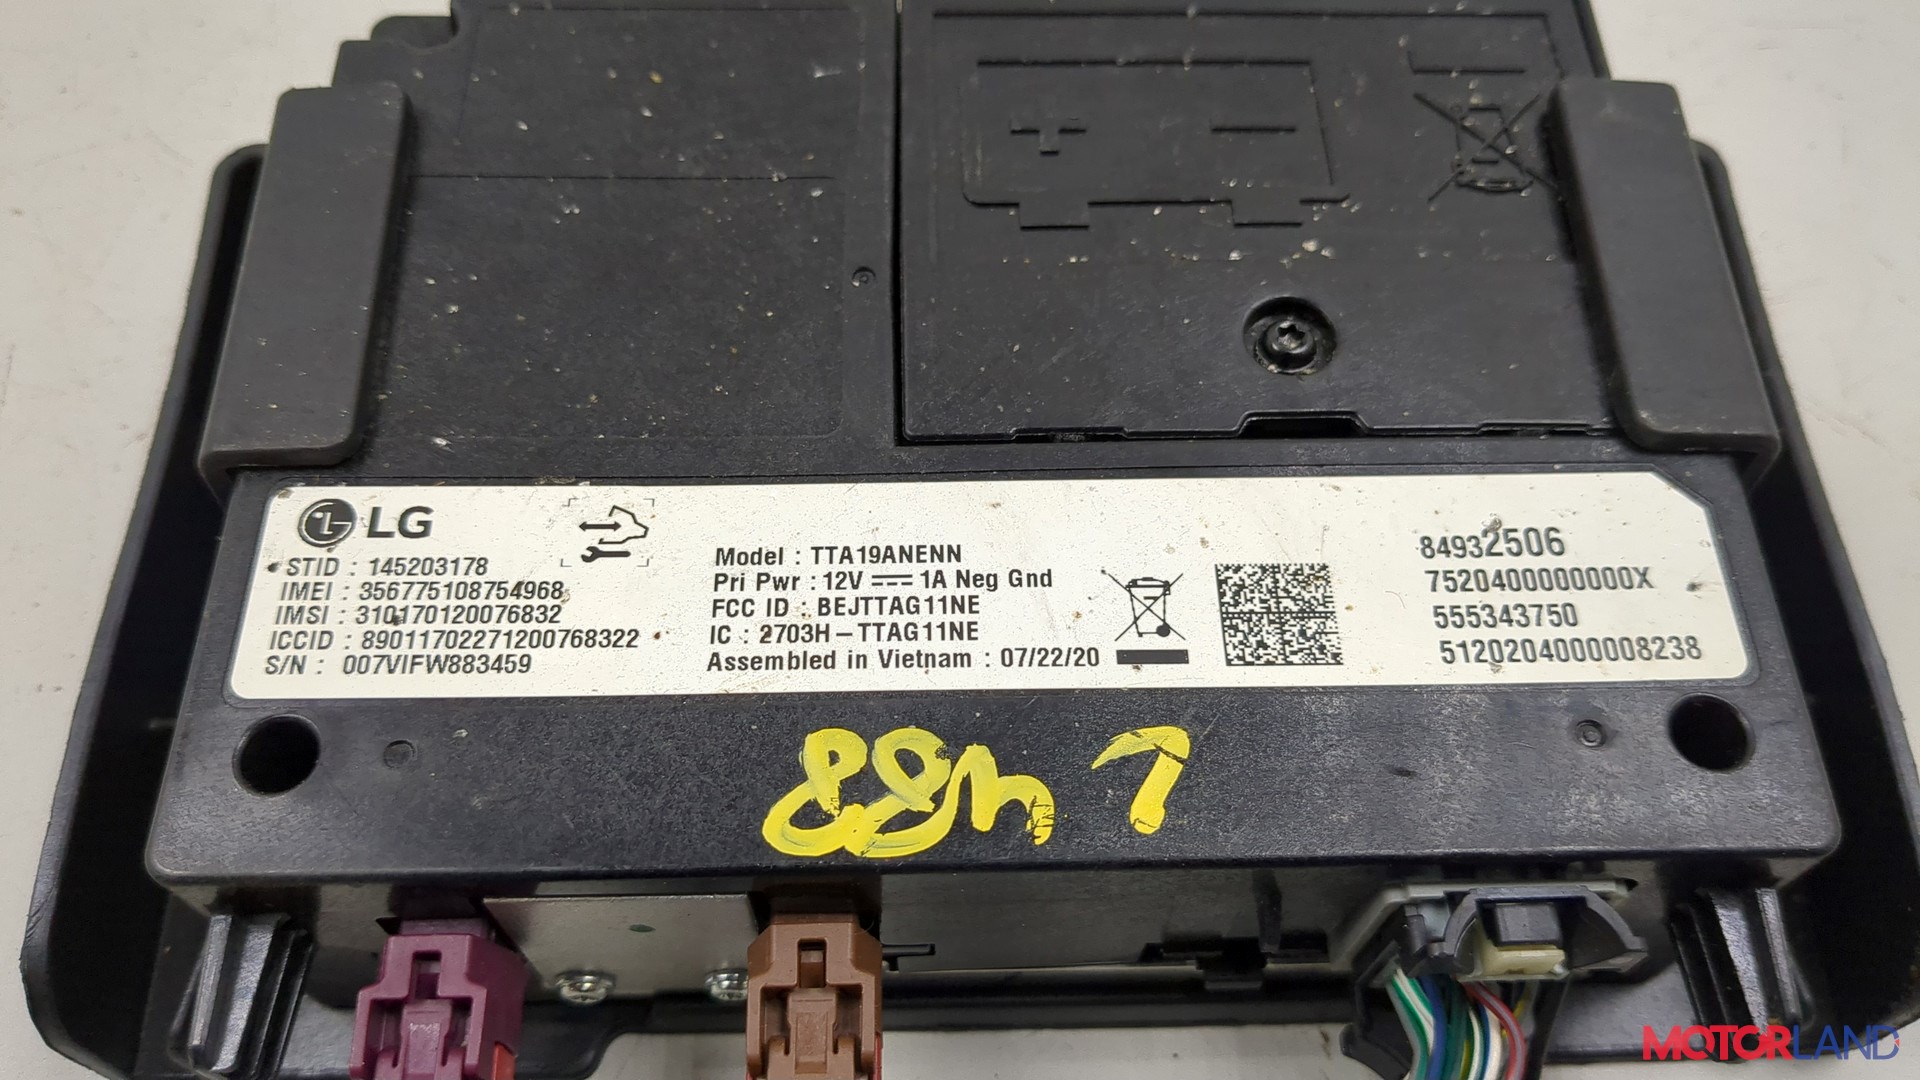 LG
STID : 145203178
IMEI : 356775108754968
IMSI : 310170120076832
ICCID : 89011702271200768322
S/N : 007VIFW883459
Model : TTA19ANENN
Pri Pwr : 12V 1A Neg Gnd
FCC ID : BEJTTAG11NE
IC : 2703H-TTAG11NE
Assembled in Vietnam : 07/22/20
84932506
7520400000000X
555343750
5120204000008238
MOTORLAND